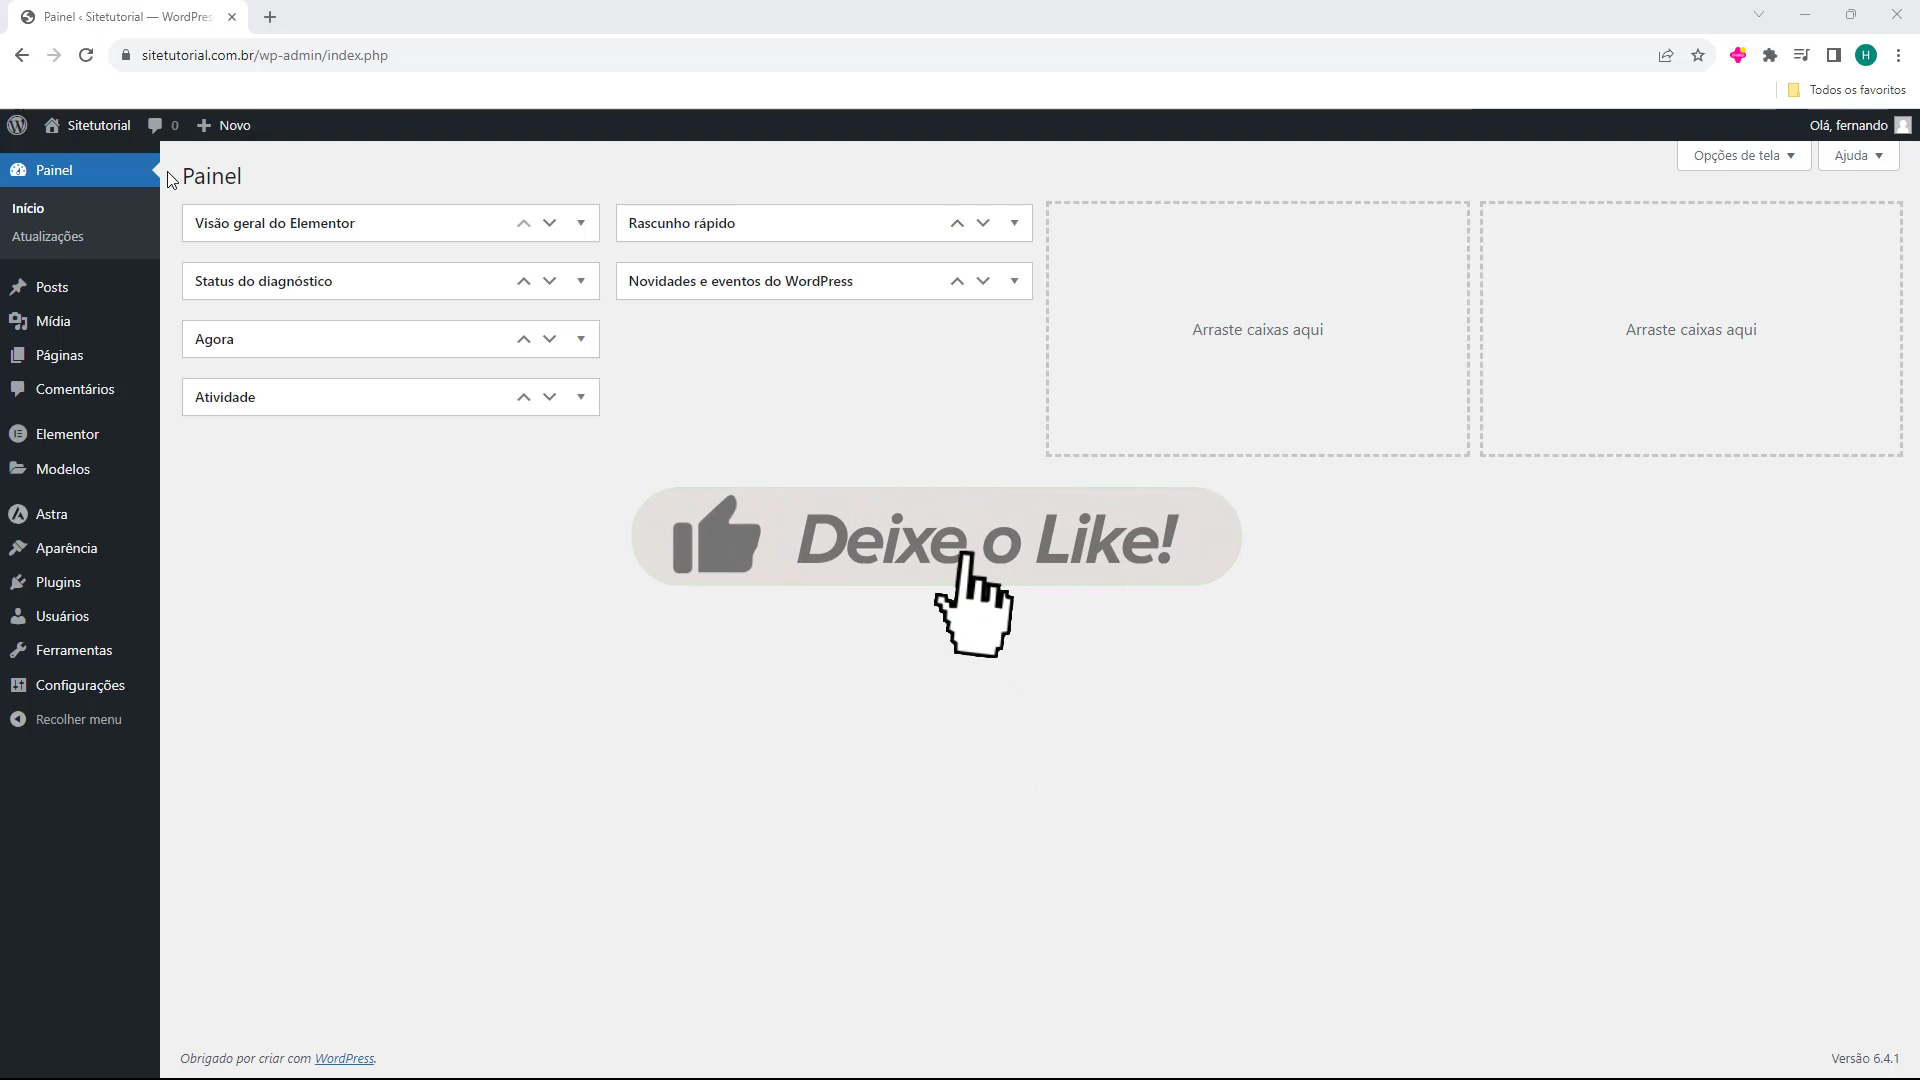 Painel ‹ Sitetutorial — WordPres
sitetutorial.com.br/wp-admin/index.php
H
Todos os favoritos
Sitetutorial
0
Novo
Olá, fernando
Painel
Início
Atualizações
Posts
Mídia
Páginas
Comentários
Elementor
Modelos
Astra
Aparência
Plugins
Usuários
Ferramentas
Configurações
Recolher menu
Opções de tela
Ajuda
Painel
Visão geral do Elementor
Status do diagnóstico
Agora
Atividade
Rascunho rápido
Novidades e eventos do WordPress
Arraste caixas aqui
Arraste caixas aqui
Deixe o Like!
Obrigado por criar com WordPress.
Versão 6.4.1